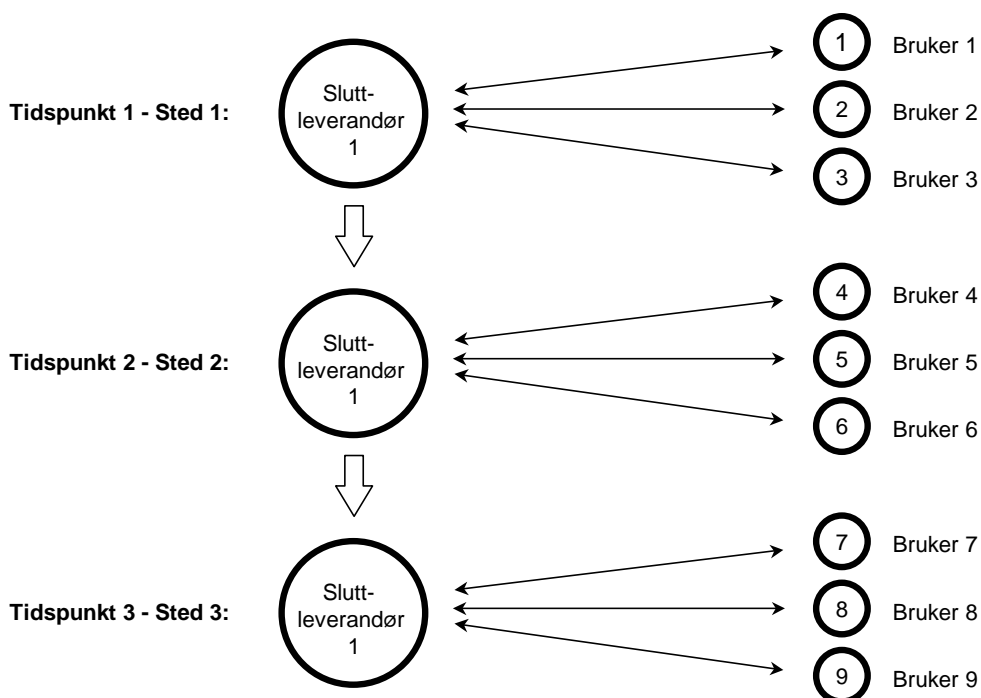 Tidspunkt 1 - Sted 1:
Slutt-
leverandør
1
1 Bruker 1
2 Bruker 2
3 Bruker 3
Tidspunkt 2 - Sted 2:
Slutt-
leverandør
1
4 Bruker 4
5 Bruker 5
6 Bruker 6
Tidspunkt 3 - Sted 3:
Slutt-
leverandør
1
7 Bruker 7
8 Bruker 8
9 Bruker 9